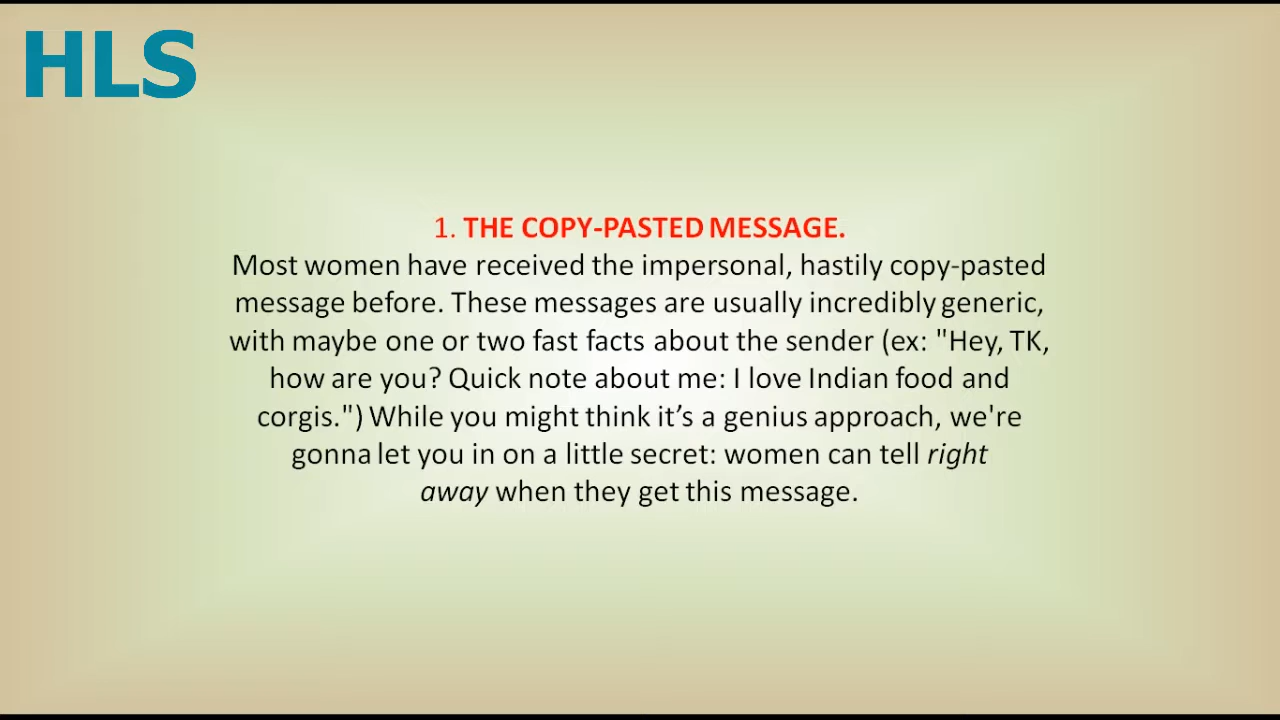 HLS
1. THE COPY-PASTED MESSAGE.
Most women have received the impersonal, hastily copy-pasted
message before. These messages are usually incredibly generic,
with maybe one or two fast facts about the sender (ex: "Hey, TK,
how are you? Quick note about me: I love Indian food and
corgis.") While you might think it’s a genius approach, we're
gonna let you in on a little secret: women can tell right
away when they get this message.